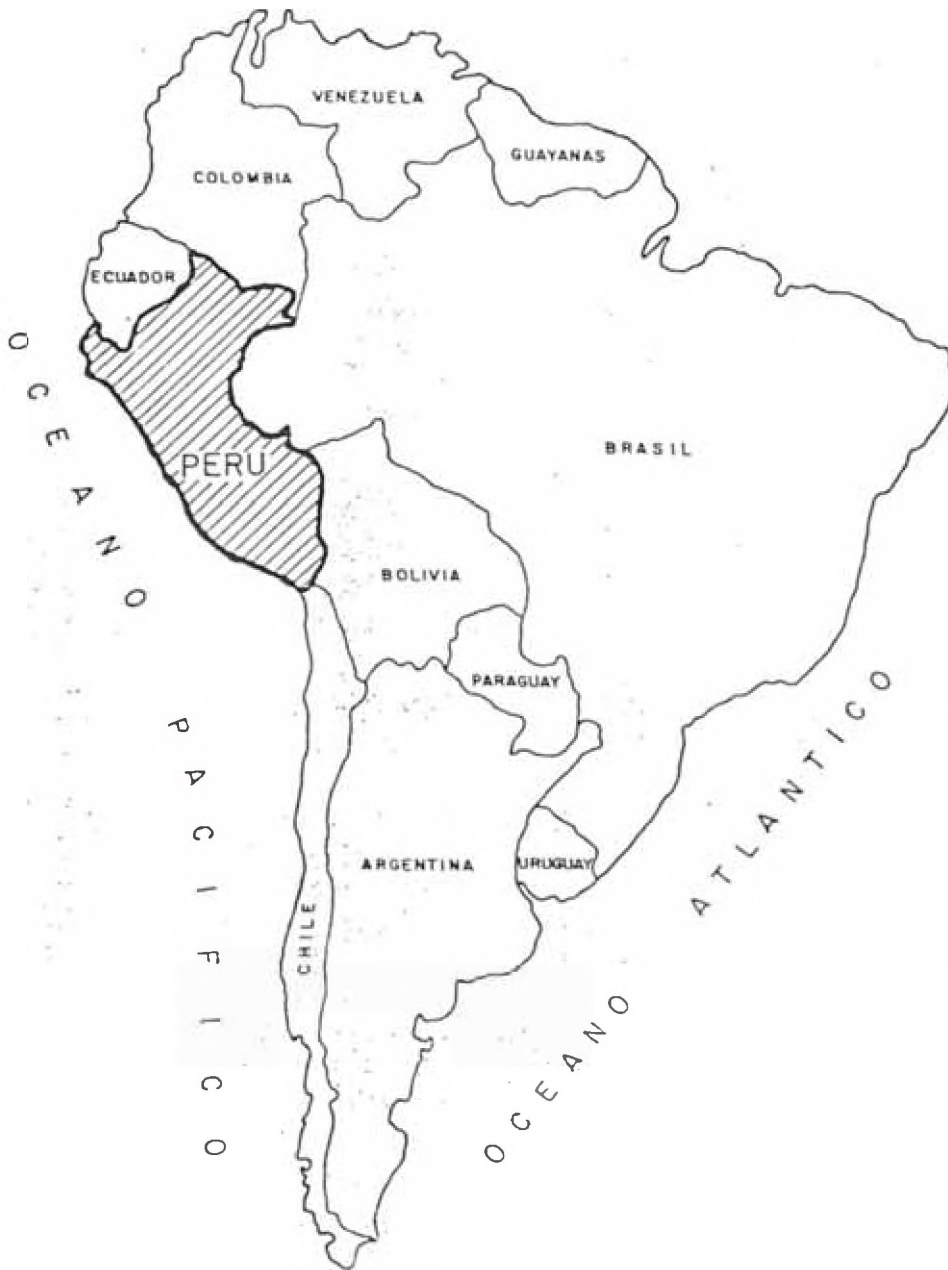 VENEZUELA
GUAYANAS
COLOMBIA
ECUADOR
PERU
BRASIL
BOLIVIA
PARAGUAY
ARGENTINA
URUGUAY
CHILE
OCEANO PACIFICO
OCEANO ATLANTICO